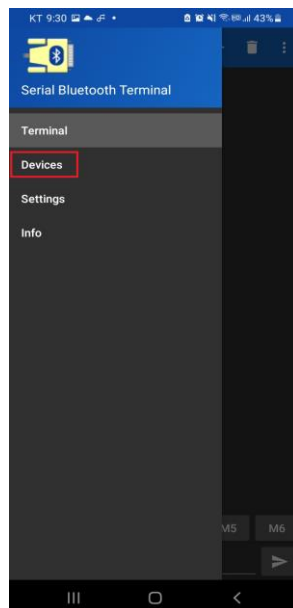 KT 9:30
43%
Serial Bluetooth Terminal
Terminal
Devices
Settings
Info
M5 M6